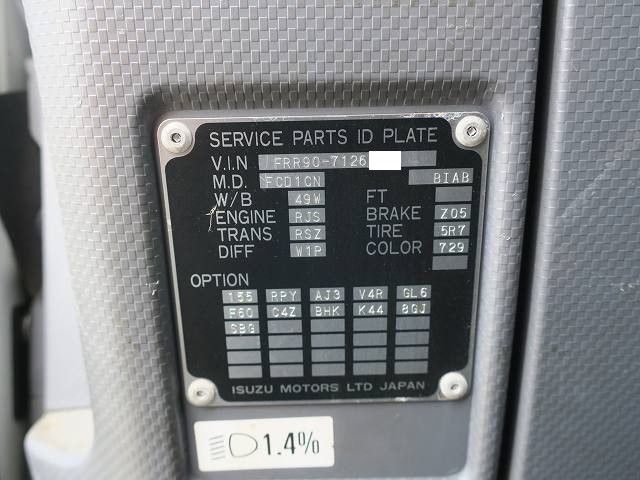 SERVICE PARTS ID PLATE
V.I.N FRR90-7126
M.D. FCD1CN BIAB
W/B 49W FT
ENGINE RJS BRAKE Z05
TRANS RSZ TIRE 5R7
DIFF W1P COLOR 729
OPTION
155 RPY AJ3 V4R GL6
F60 C4Z BHK K44 8GJ
SBG
ISUZU MOTORS LTD JAPAN
1.4%